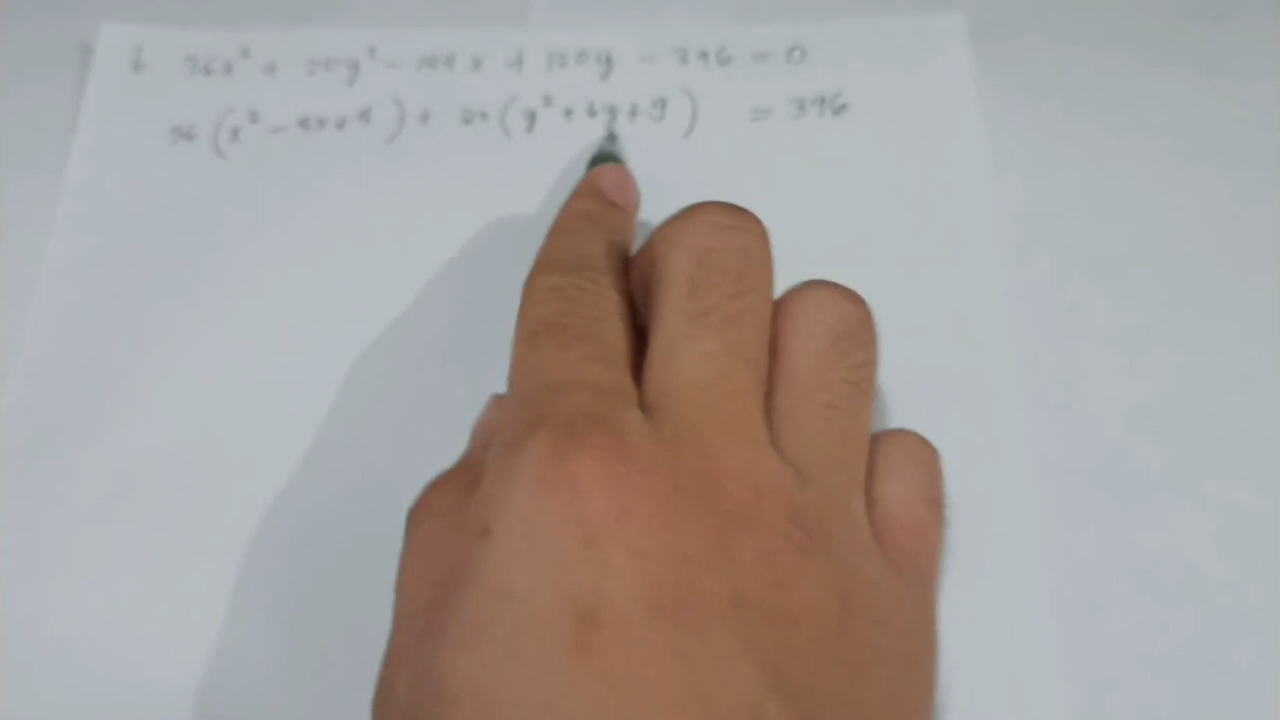 6. 36x² + 20y² - 144x + 120y - 396 = 0
36 (x² - 4x+4 ) + 20 (y² + 6y+9 ) = 396